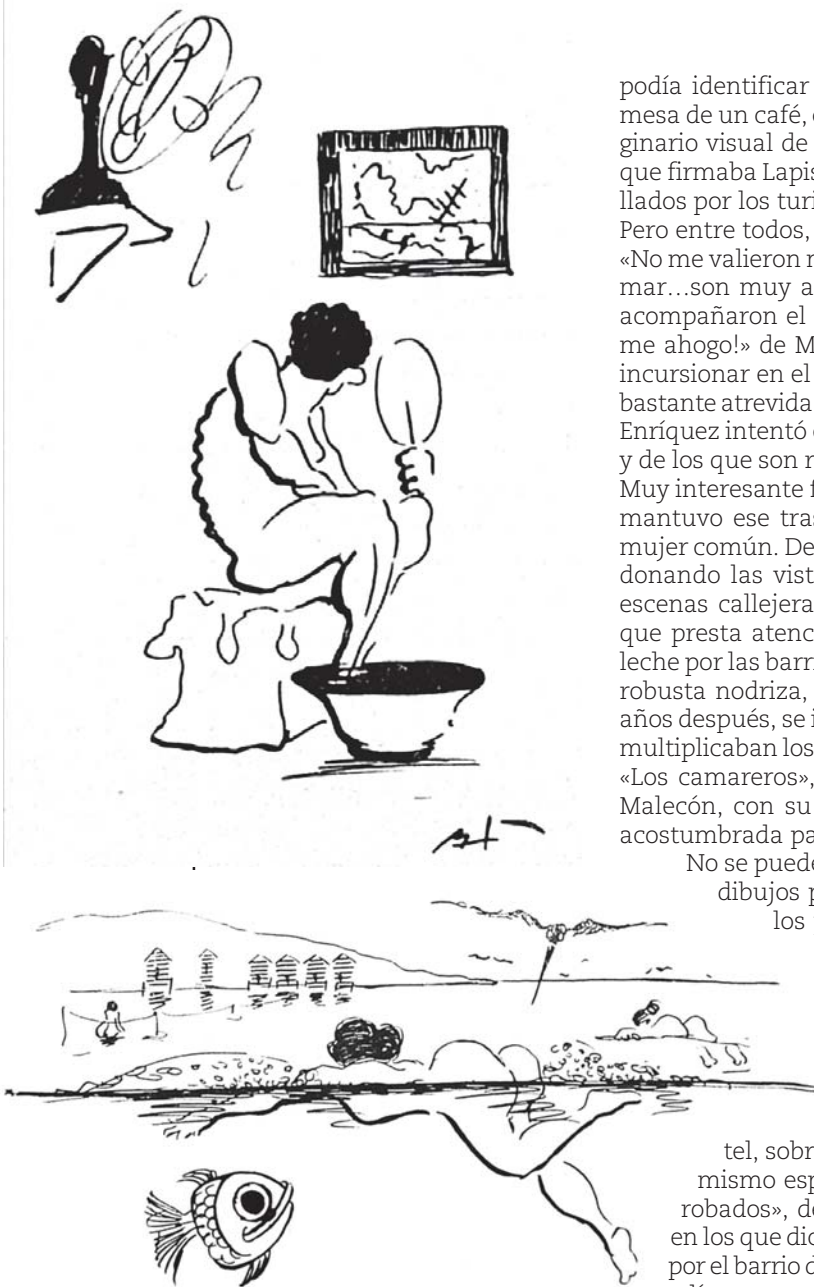 podía identificar
mesa de un café,
ginario visual de
que firmaba Lapis
llados por los turi
Pero entre todos,
«No me valieron
mar...son muy a
acompañaron el
me ahogo!» de M
incursionar en el
bastante atrevida
Enríquez intentó
y de los que son
Muy interesante
mantuvo ese tras
mujer común. De
donando las vist
escenas callejera
que presta atenc
leche por las barri
robusta nodriza,
años después, se
multiplicaban los
«Los camareros»,
Malecón, con su
acostumbrada pa
No se puede
dibujos
los
tel, sobr
mismo esp
robados», de
en los que dic
por el barrio d